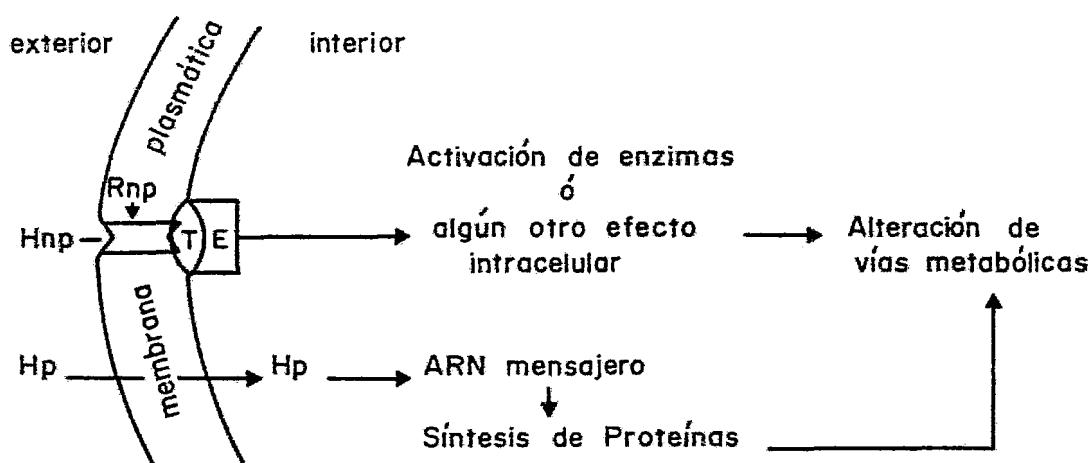 exterior
interior
plasmática
Activación de enzimas
ó
Rnp
Hnp
T
E
algún otro efecto
intracelular
Alteración de
vías metabólicas
membrana
Hp
Hp
ARN mensajero
Síntesis de Proteínas